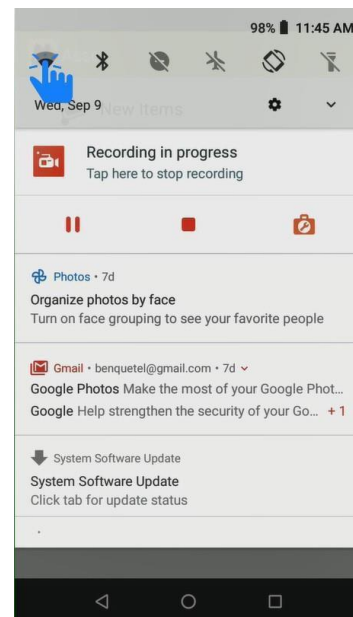 98% 11:45 AM
Wed, Sep 9
New Items
Recording in progress
Tap here to stop recording
Photos • 7d
Organize photos by face
Turn on face grouping to see your favorite people
Gmail • benquetel@gmail.com • 7d
Google Photos Make the most of your Google Phot...
Google Help strengthen the security of your Go... + 1
System Software Update
System Software Update
Click tab for update status